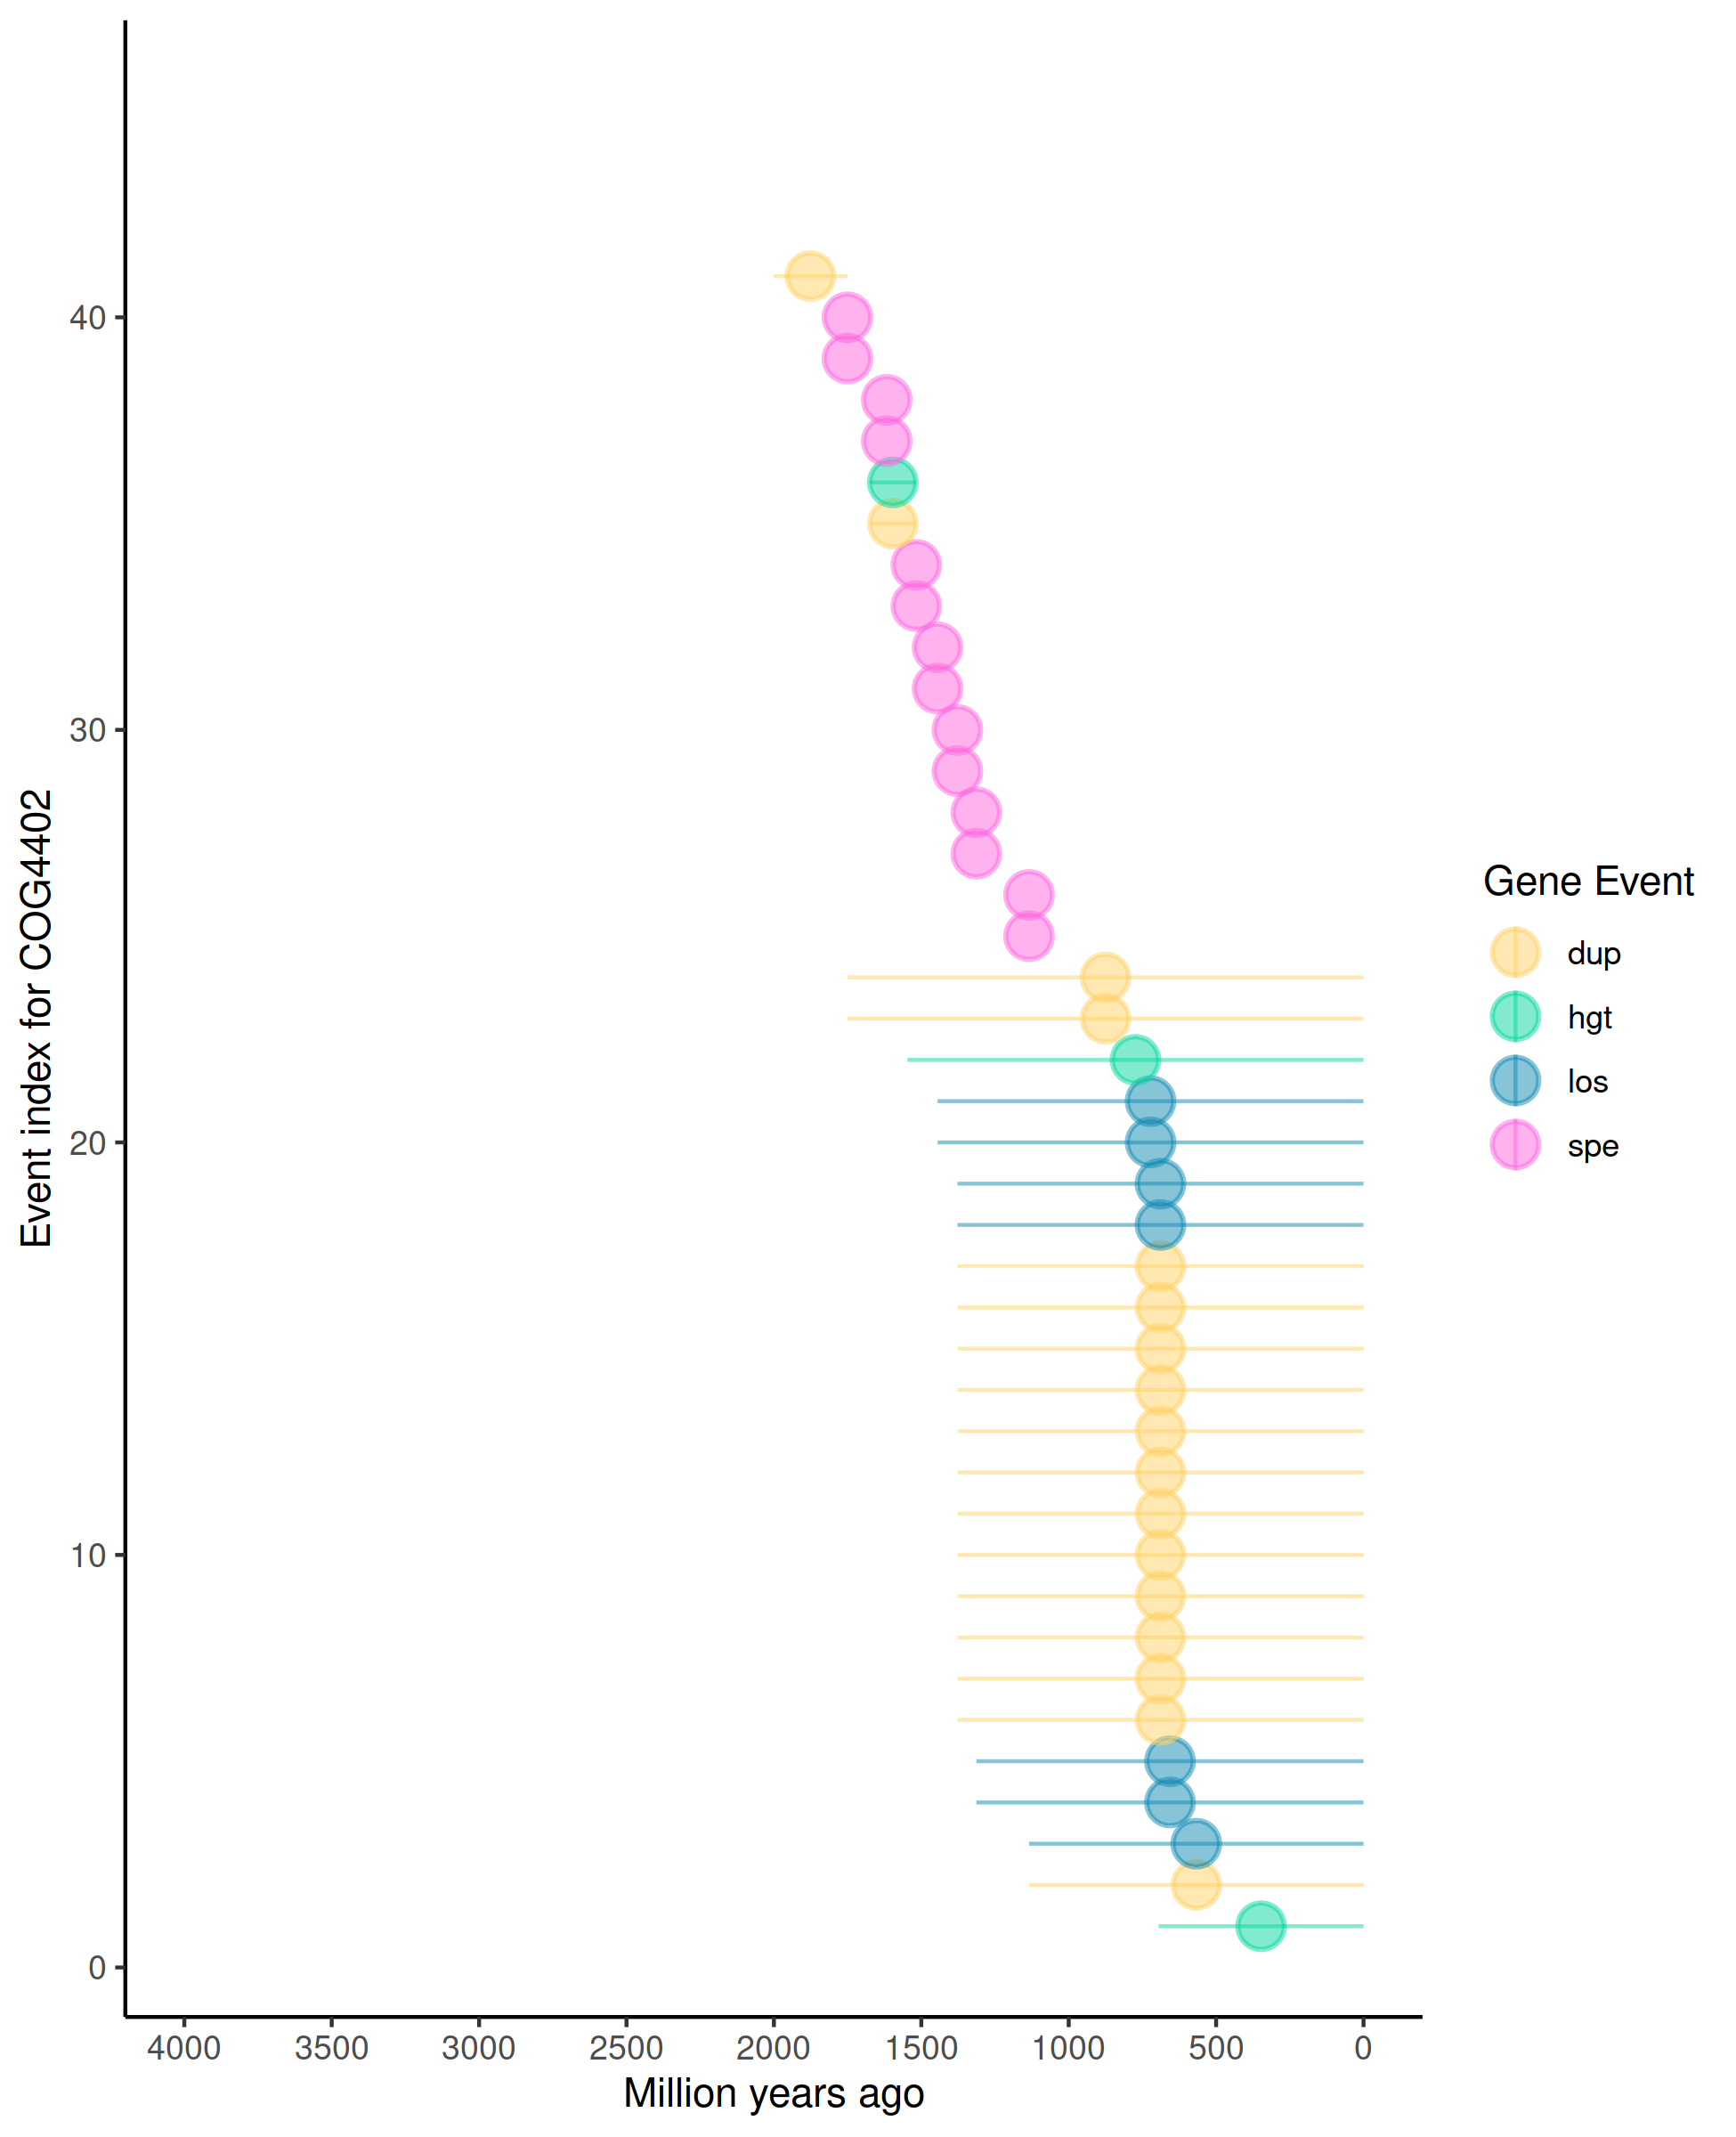 40
30
20
10
0
Event index for COG4402
4000 3500 3000 2500 2000 1500 1000 500 0
Million years ago
Gene Event
dup
hgt
los
spe